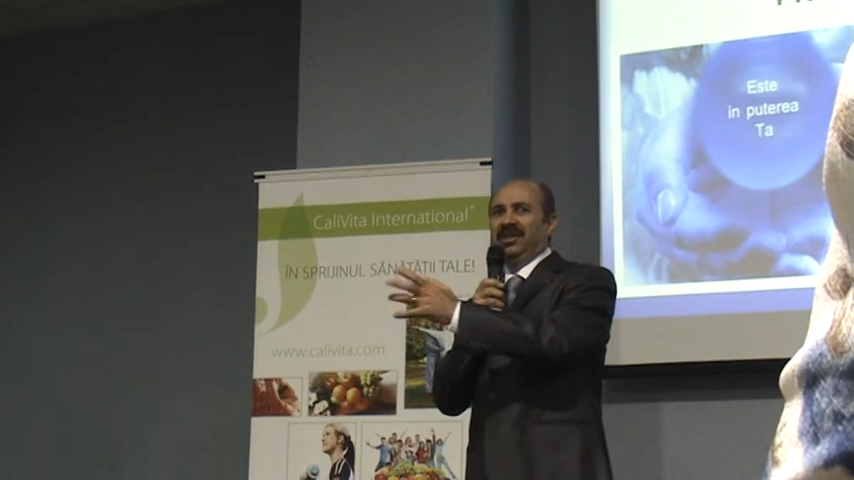 CaliVita International®
ÎN SPRIJINUL SĂNĂTĂȚII TALE!
www.calivita.com
Este
in puterea
Ta